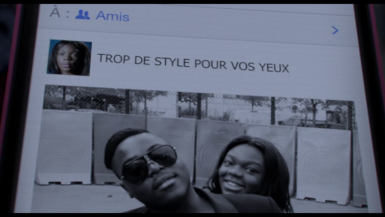 À : Amis
TROP DE STYLE POUR VOS YEUX